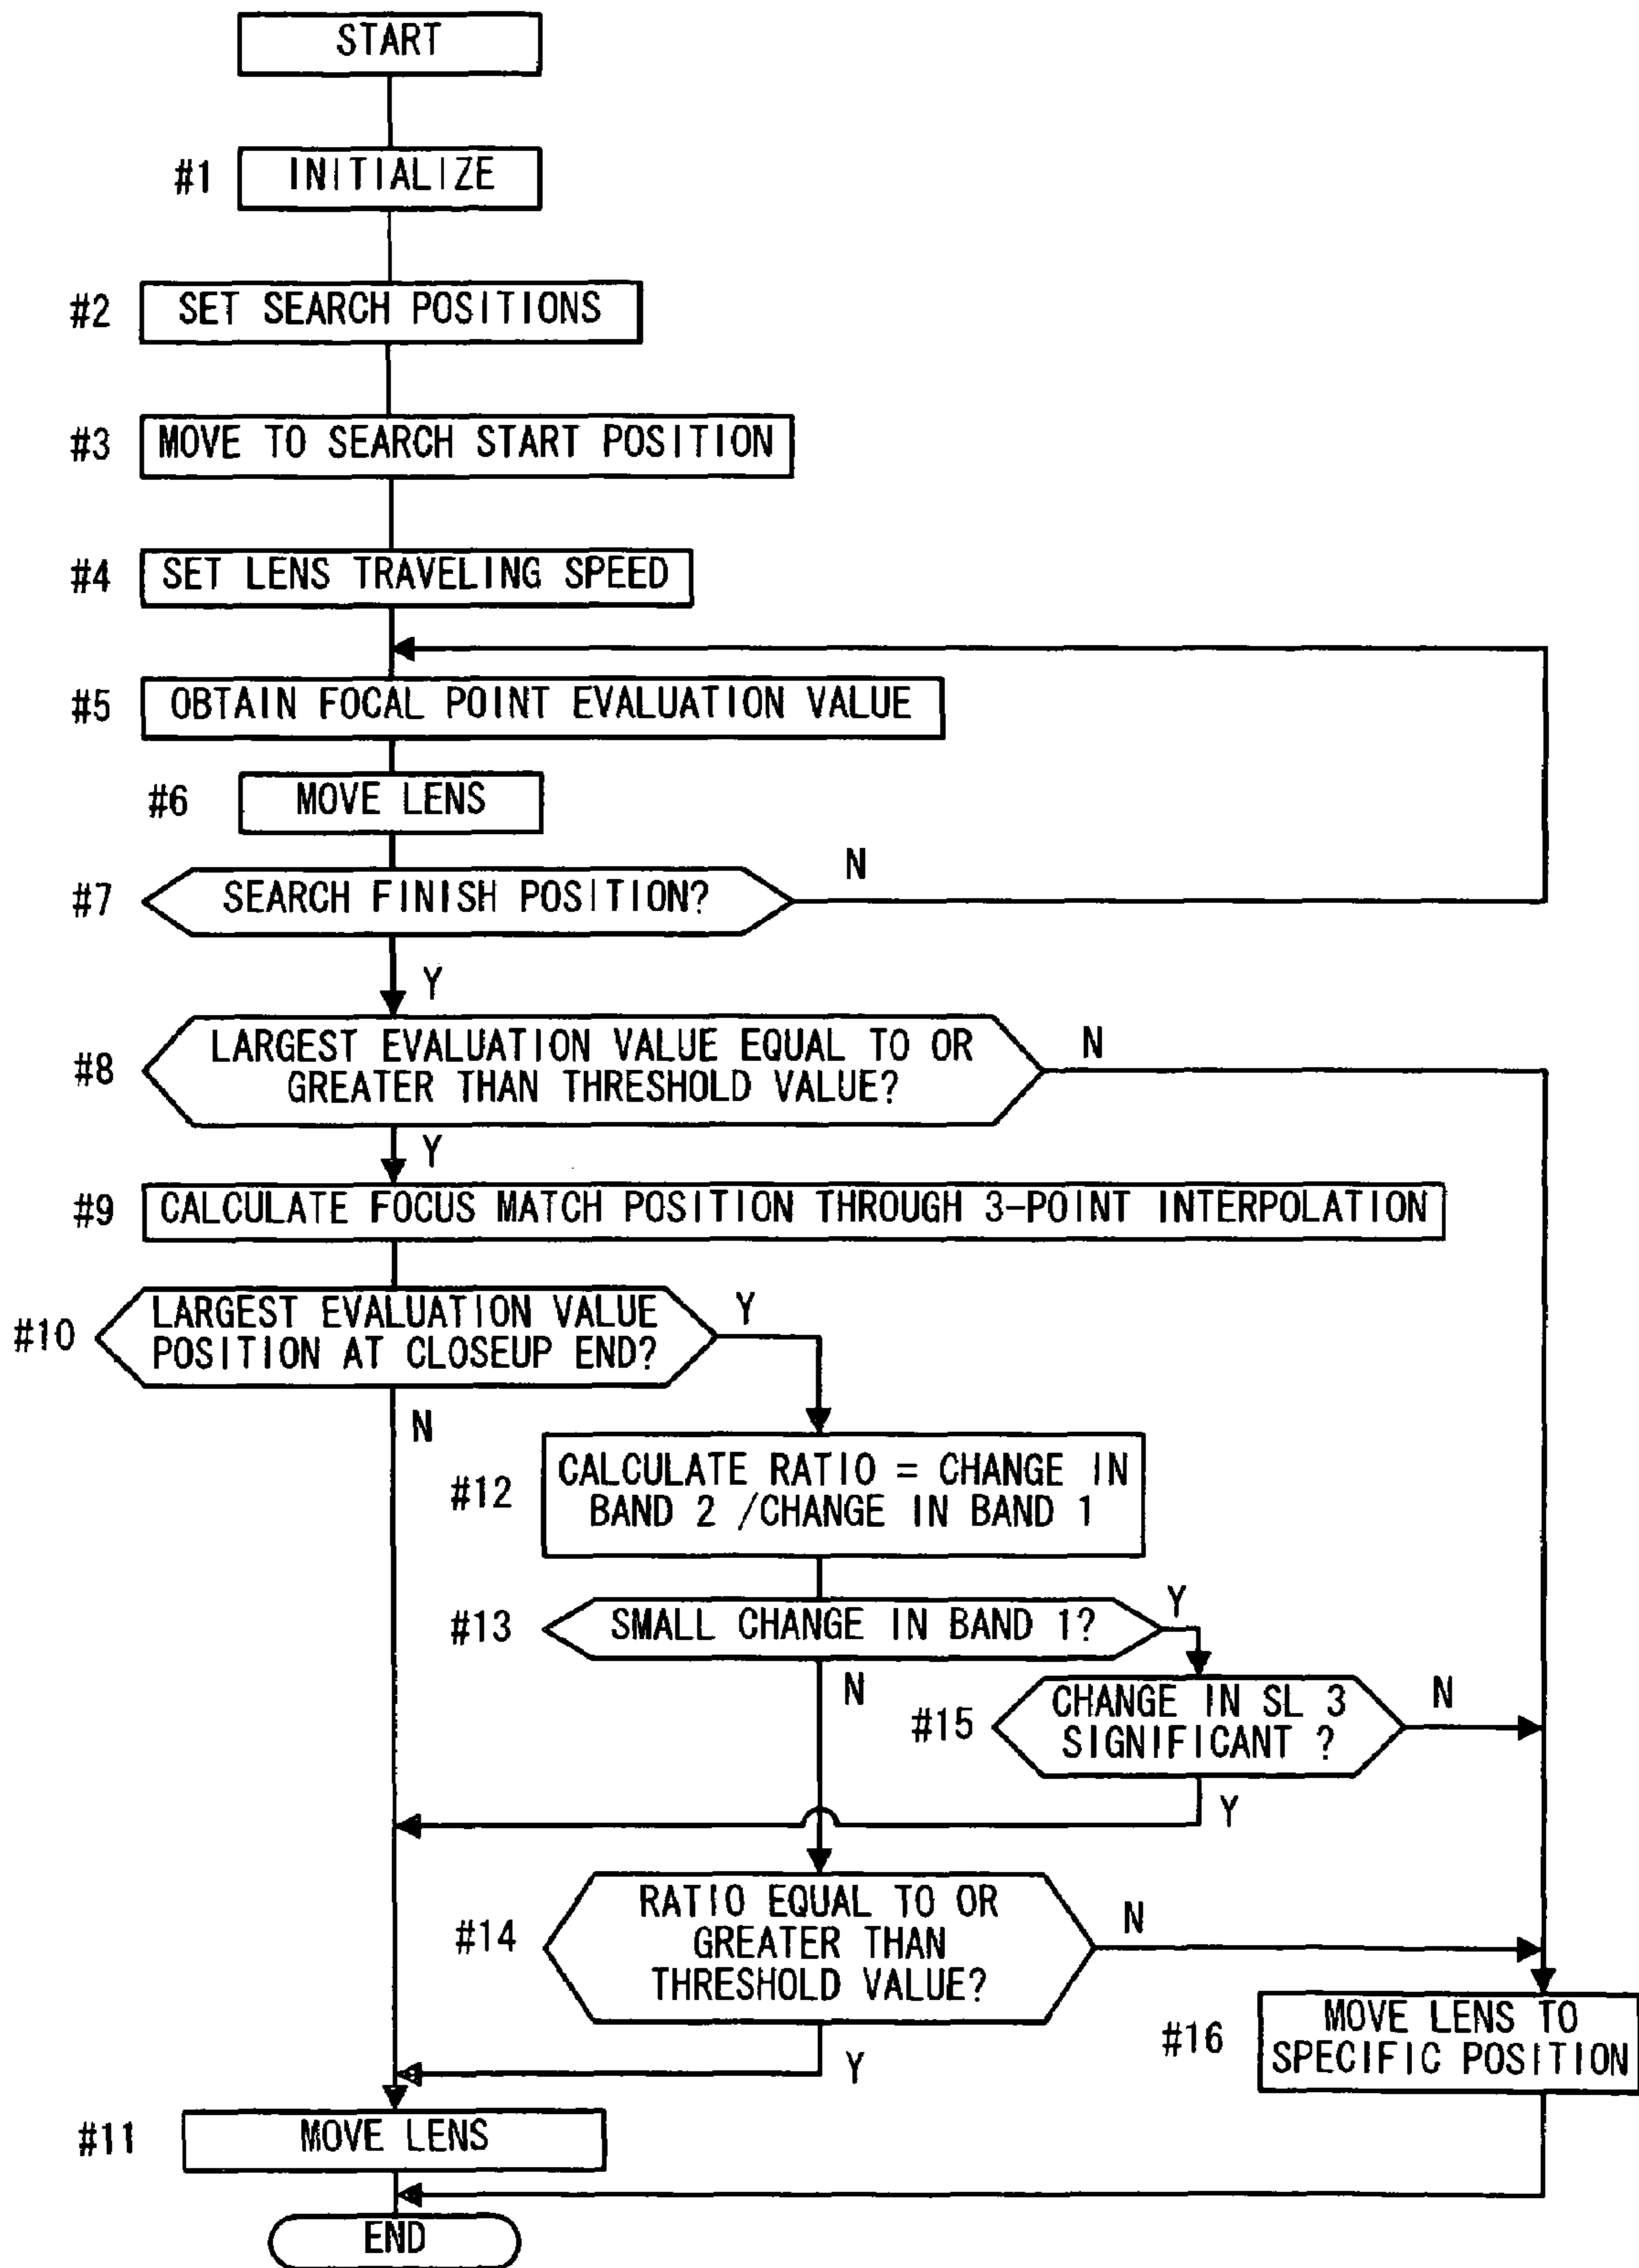 START
#1 INITIALIZE
#2 SET SEARCH POSITIONS
#3 MOVE TO SEARCH START POSITION
#4 SET LENS TRAVELING SPEED
#5 OBTAIN FOCAL POINT EVALUATION VALUE
#6 MOVE LENS
#7 SEARCH FINISH POSITION? N
Y
#8 LARGEST EVALUATION VALUE EQUAL TO OR N
GREATER THAN THRESHOLD VALUE?
Y
#9 CALCULATE FOCUS MATCH POSITION THROUGH 3-POINT INTERPOLATION
#10 LARGEST EVALUATION VALUE Y
POSITION AT CLOSEUP END?
N
#12 CALCULATE RATIO = CHANGE IN
BAND 2 /CHANGE IN BAND 1
#13 SMALL CHANGE IN BAND 1? Y
N
#15 CHANGE IN SL 3 N
SIGNIFICANT ?
Y
#14 RATIO EQUAL TO OR N
GREATER THAN
THRESHOLD VALUE?
Y
#16 MOVE LENS TO
SPECIFIC POSITION
#11 MOVE LENS
END